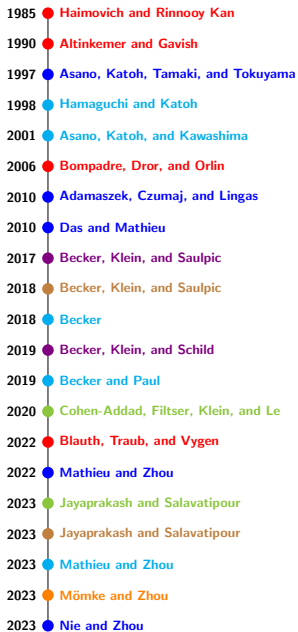 1985 Haimovich and Rinnooy Kan
1990 Altinkemer and Gavish
1997 Asano, Katoh, Tamaki, and Tokuyama
1998 Hamaguchi and Katoh
2001 Asano, Katoh, and Kawashima
2006 Bompadre, Dror, and Orlin
2010 Adamaszek, Czumaj, and Lingas
2010 Das and Mathieu
2017 Becker, Klein, and Saulpic
2018 Becker, Klein, and Saulpic
2018 Becker
2019 Becker, Klein, and Schild
2019 Becker and Paul
2020 Cohen-Addad, Filtser, Klein, and Le
2022 Blauth, Traub, and Vygen
2022 Mathieu and Zhou
2023 Jayaprakash and Salavatipour
2023 Jayaprakash and Salavatipour
2023 Mathieu and Zhou
2023 Mömke and Zhou
2023 Nie and Zhou